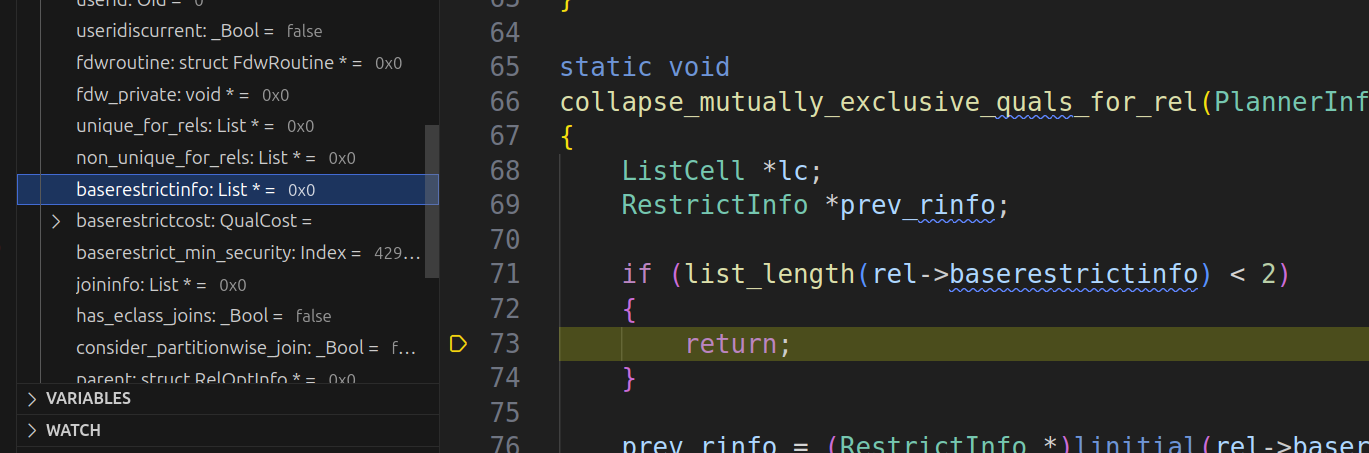 userid: Oid = 0
useridiscurrent: _Bool = false
fdwroutine: struct FdwRoutine * = 0x0
fdw_private: void * = 0x0
unique_for_rels: List * = 0x0
non_unique_for_rels: List * = 0x0
baserestrictinfo: List * = 0x0
baserestrictcost: QualCost =
baserestrict_min_security: Index = 429...
joininfo: List * = 0x0
has_eclass_joins: _Bool = false
consider_partitionwise_join: _Bool = f...
parent: struct RelOptInfo * = 0x0
VARIABLES
WATCH
63 }
64
65 static void
66 collapse_mutually_exclusive_quals_for_rel(PlannerInf
67 {
68 ListCell *lc;
69 RestrictInfo *prev_rinfo;
70
71 if (list_length(rel->baserestrictinfo) < 2)
72 {
73 return;
74 }
75
76 prev_rinfo = (RestrictInfo *)linitial(rel->baser